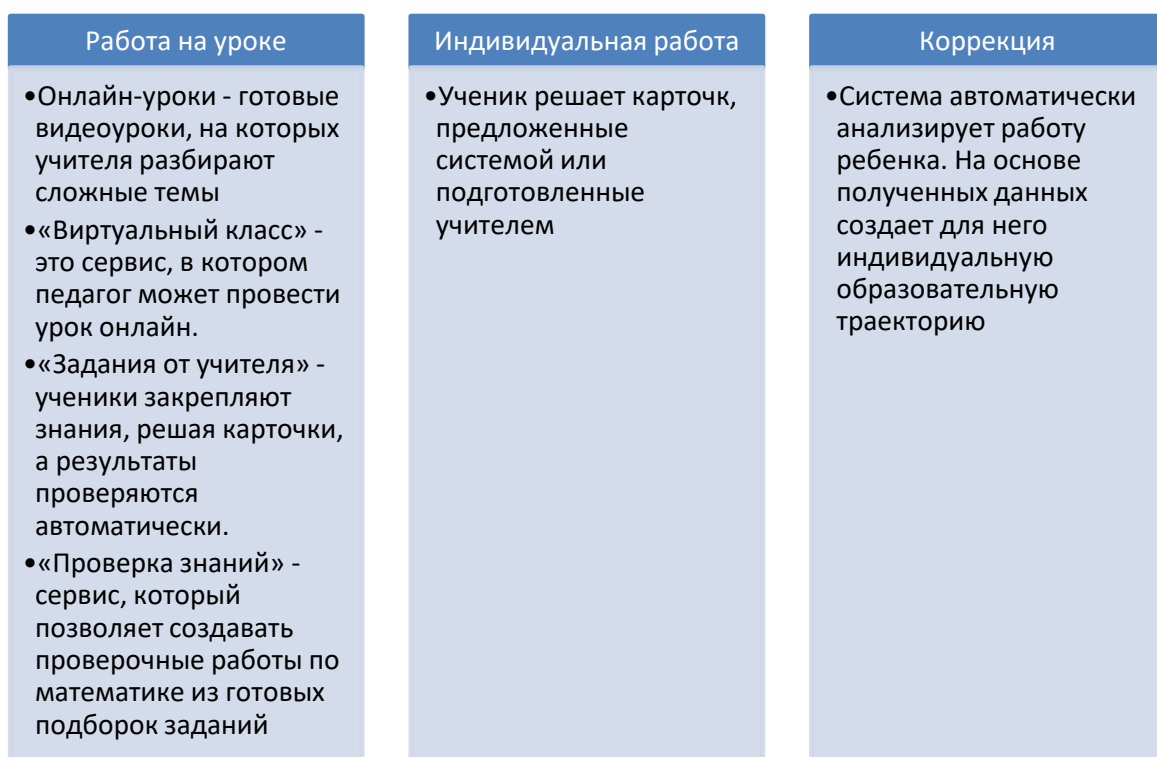 Работа на уроке
•Онлайн-уроки - готовые
видеоуроки, на которых
учителя разбирают
сложные темы
•«Виртуальный класс» -
это сервис, в котором
педагог может провести
урок онлайн.
•«Задания от учителя» -
ученики закрепляют
знания, решая карточки,
а результаты
проверяются
автоматически.
•«Проверка знаний» -
сервис, который
позволяет создавать
проверочные работы по
математике из готовых
подборок заданий
Индивидуальная работа
•Ученик решает карточк,
предложенные
системой или
подготовленные
учителем
Коррекция
•Система автоматически
анализирует работу
ребенка. На основе
полученных данных
создает для него
индивидуальную
образовательную
траекторию